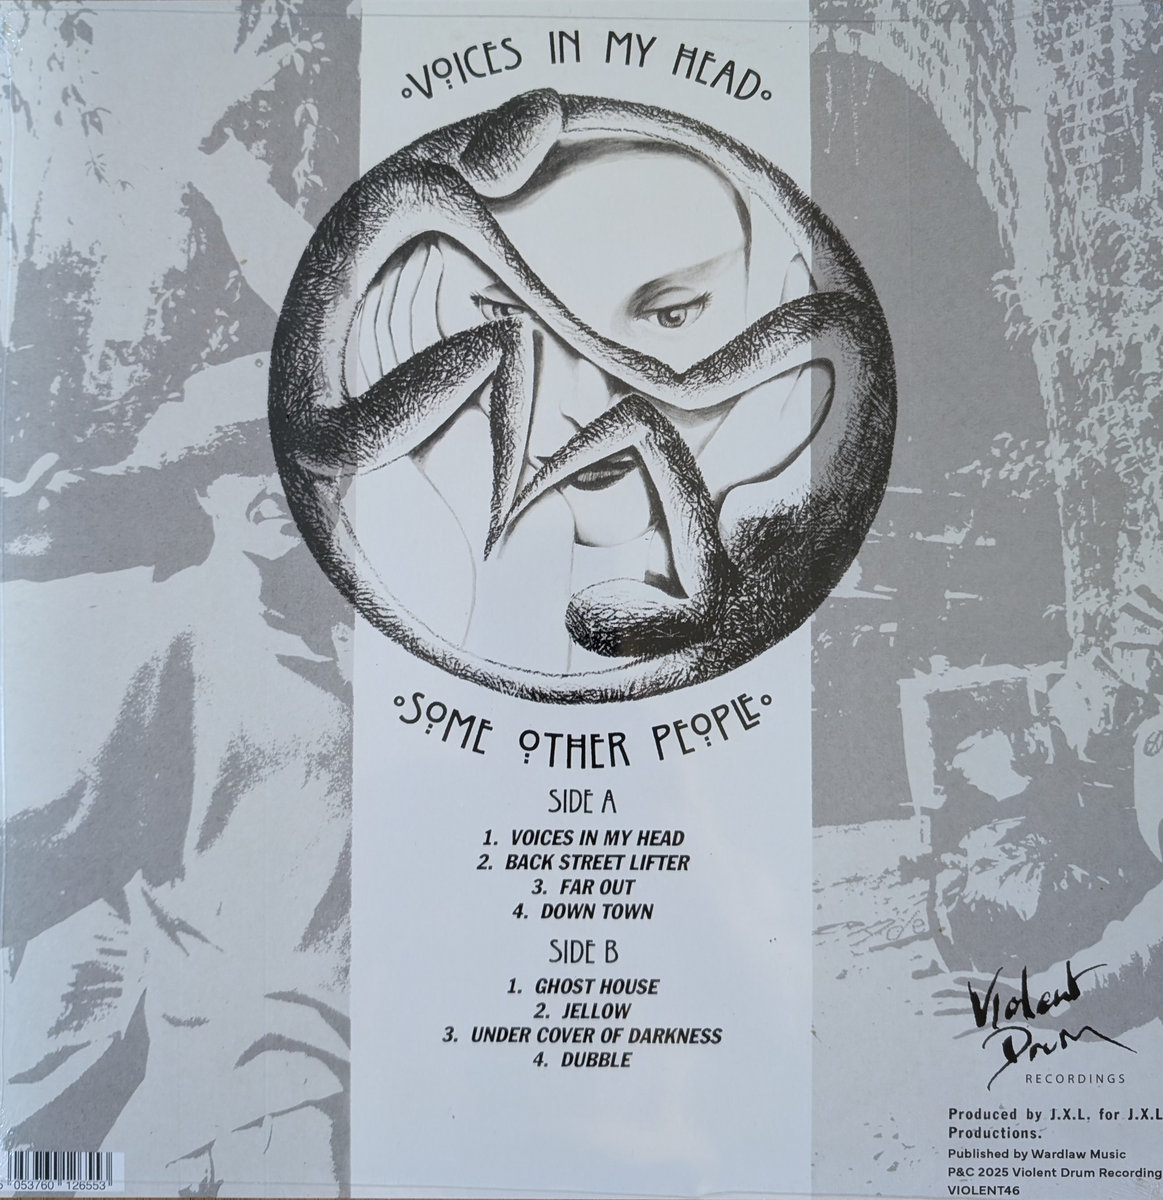 VOICES IN MY HEAD
SOME OTHER PEOPLE
SIDE A
1. VOICES IN MY HEAD
2. BACK STREET LIFTER
3. FAR OUT
4. DOWN TOWN
SIDE B
1. GHOST HOUSE
2. JELLOW
3. UNDER COVER OF DARKNESS
4. DUBBLE
Violent
Drum
RECORDINGS
Produced by J.X.L. for J.X.L
Productions.
Published by Wardlaw Music
P&C 2025 Violent Drum Recording
VIOLENT46
053760 126553